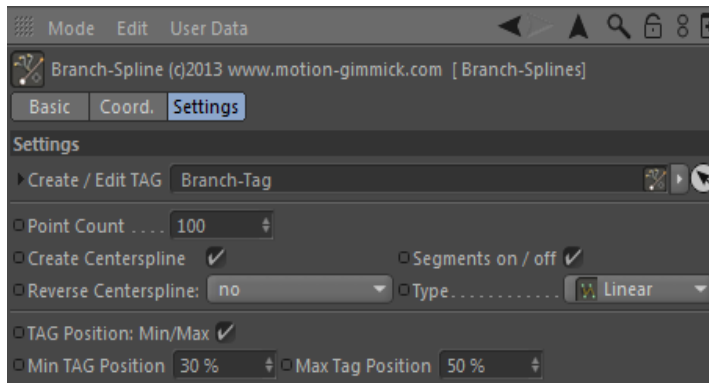 Mode Edit User Data
Branch-Spline (c)2013 www.motion-gimmick.com [ Branch-Splines]
Basic Coord. Settings
Settings
Create / Edit TAG Branch-Tag
Point Count . . . . 100
Create Centerspline Segments on / off
Reverse Centerspline: no Type. . . . . . . . . . . . Linear
TAG Position: Min/Max
Min TAG Position 30 % Max Tag Position 50 %